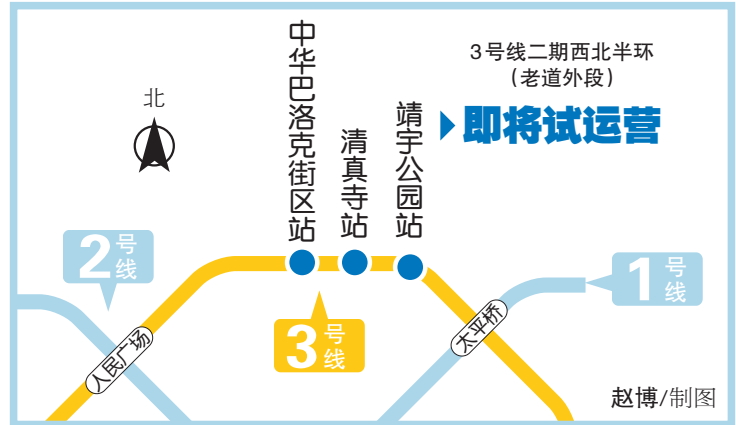 3号线二期西北半环
（老道外段）
即将试运营
北
中华巴洛克街区站
清真寺站
靖宇公园站
2号线
1号线
3号线
人民广场
太平桥
赵博/制图